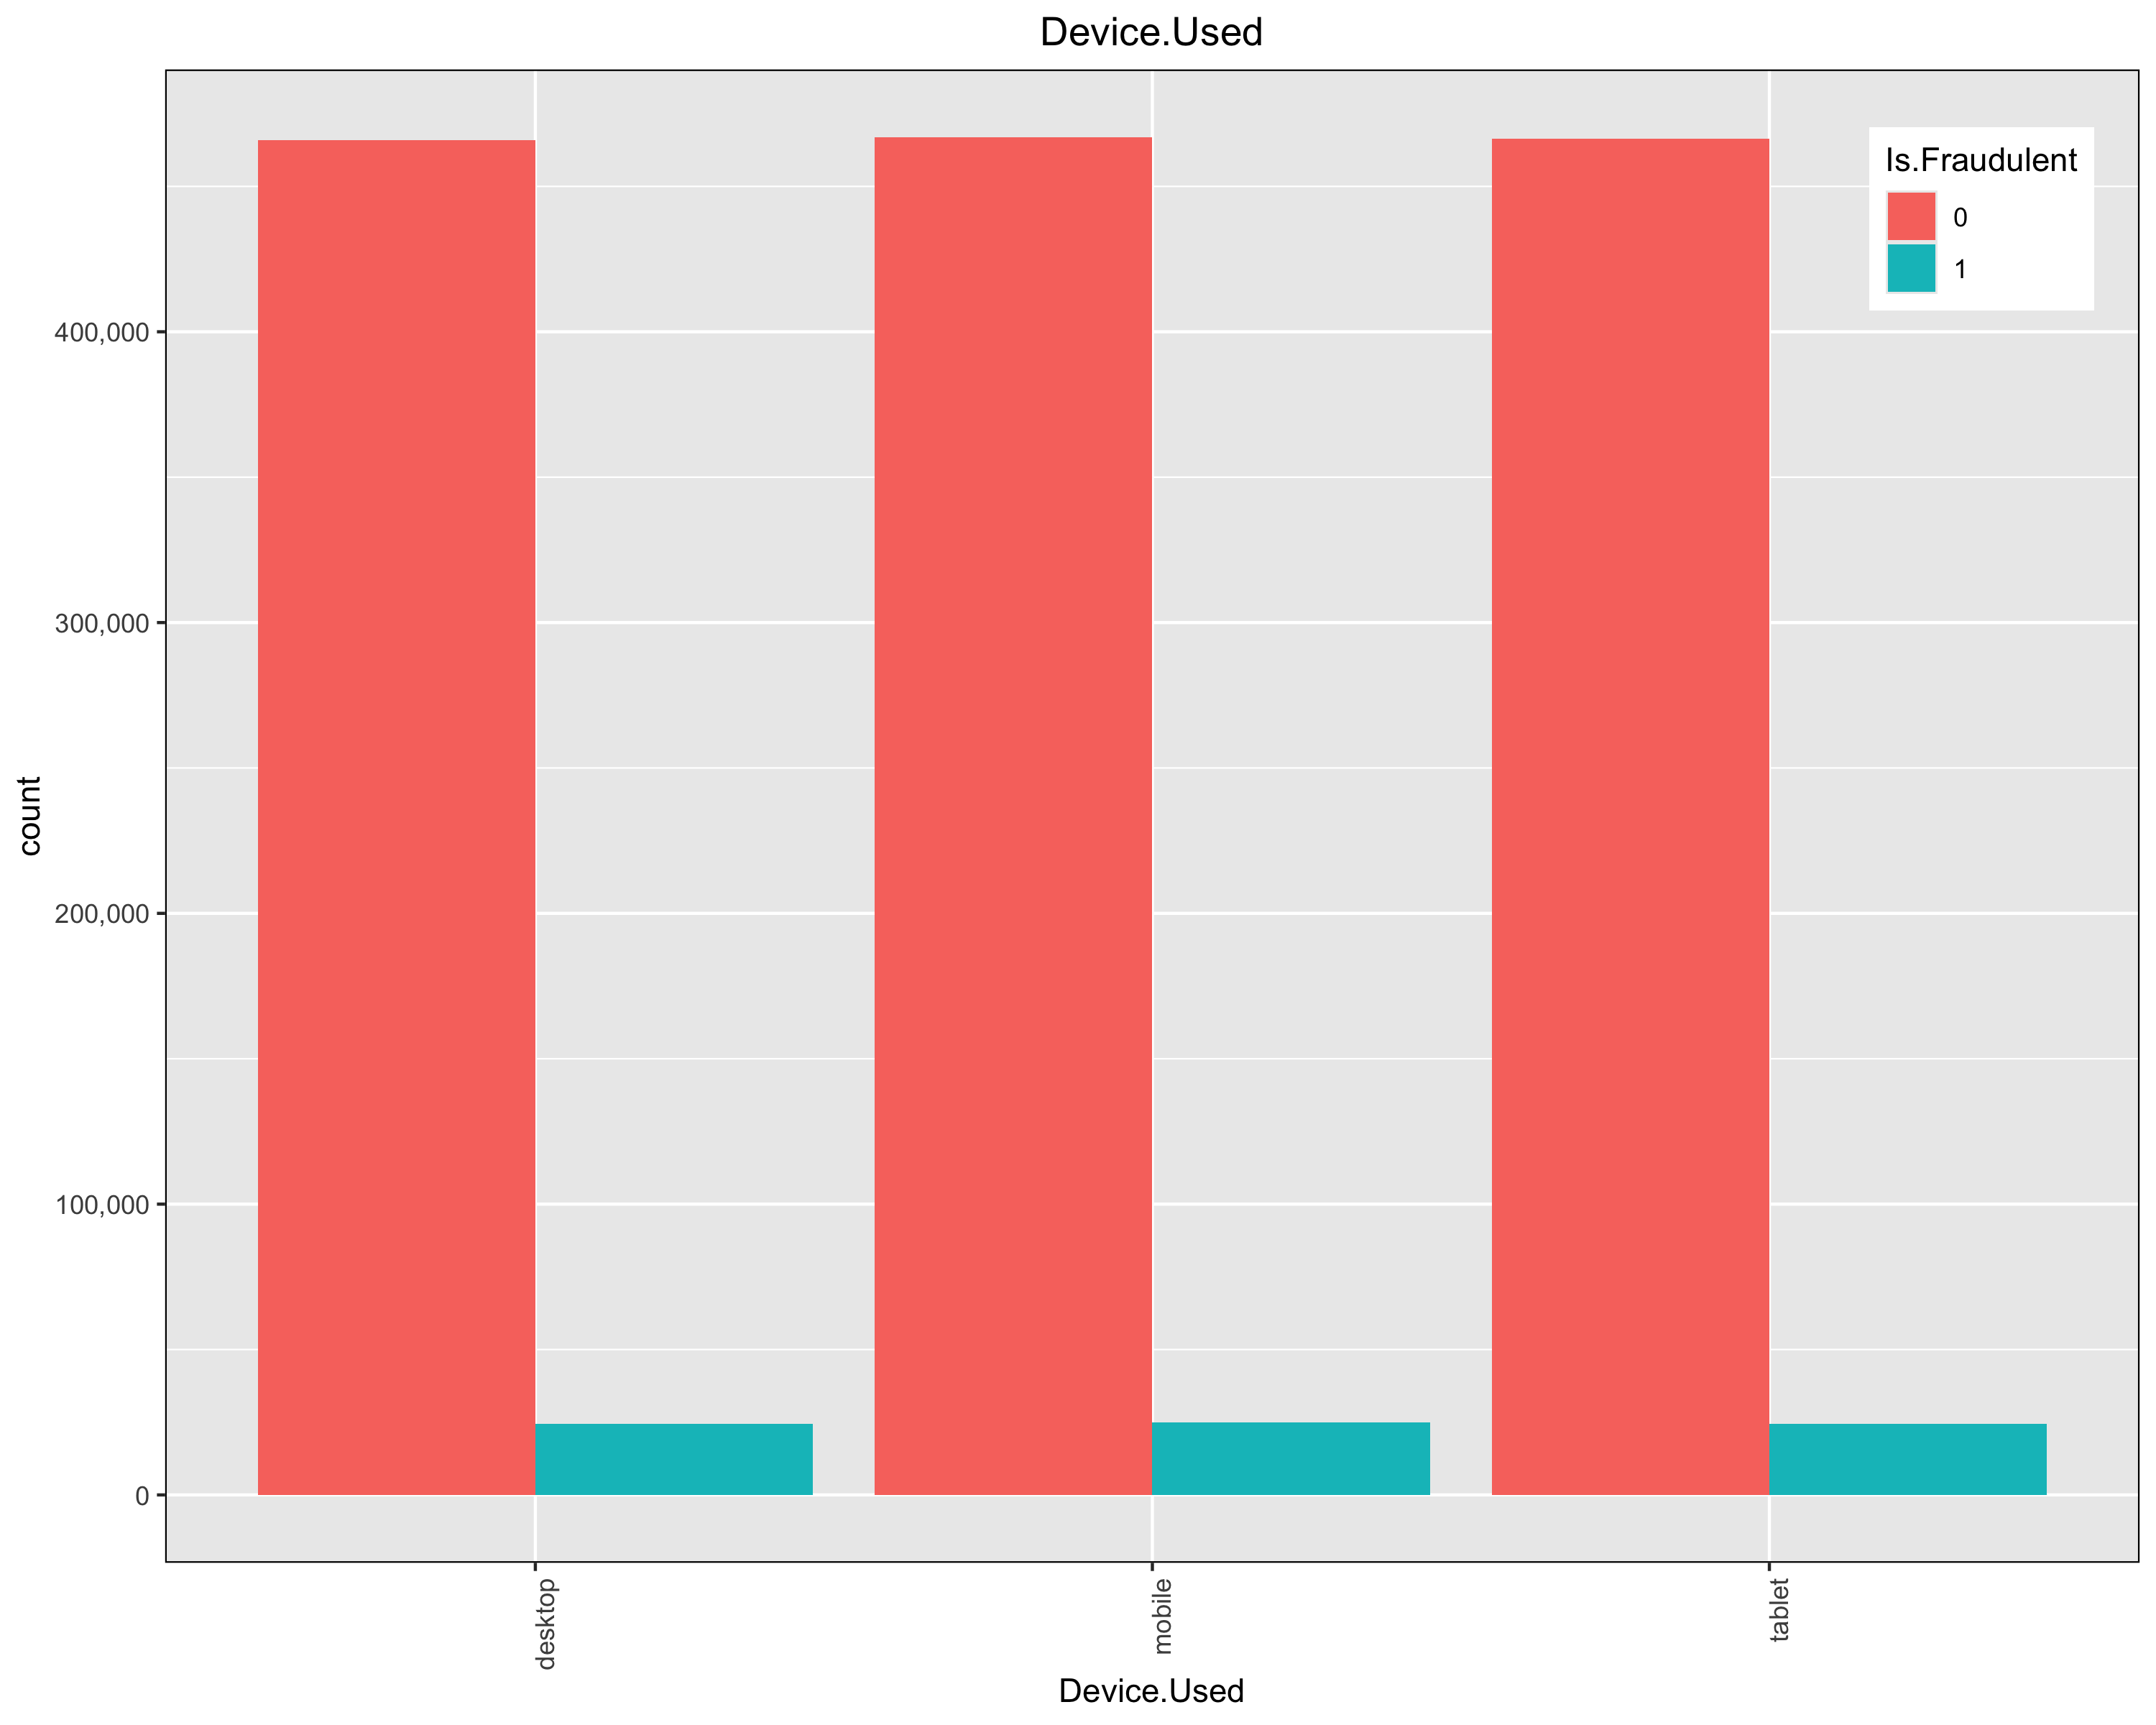 Device.Used
Is.Fraudulent
0
1
400,000
300,000
200,000
100,000
0
count
desktop
mobile
tablet
Device.Used